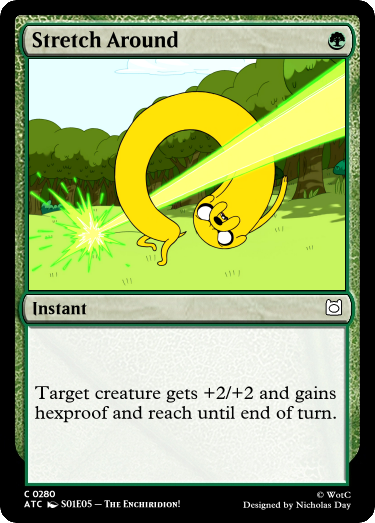 Stretch Around
Instant
Target creature gets +2/+2 and gains
hexproof and reach until end of turn.
C 0280
© WotC
ATC S01E05 — The Enchiridion!
Designed by Nicholas Day